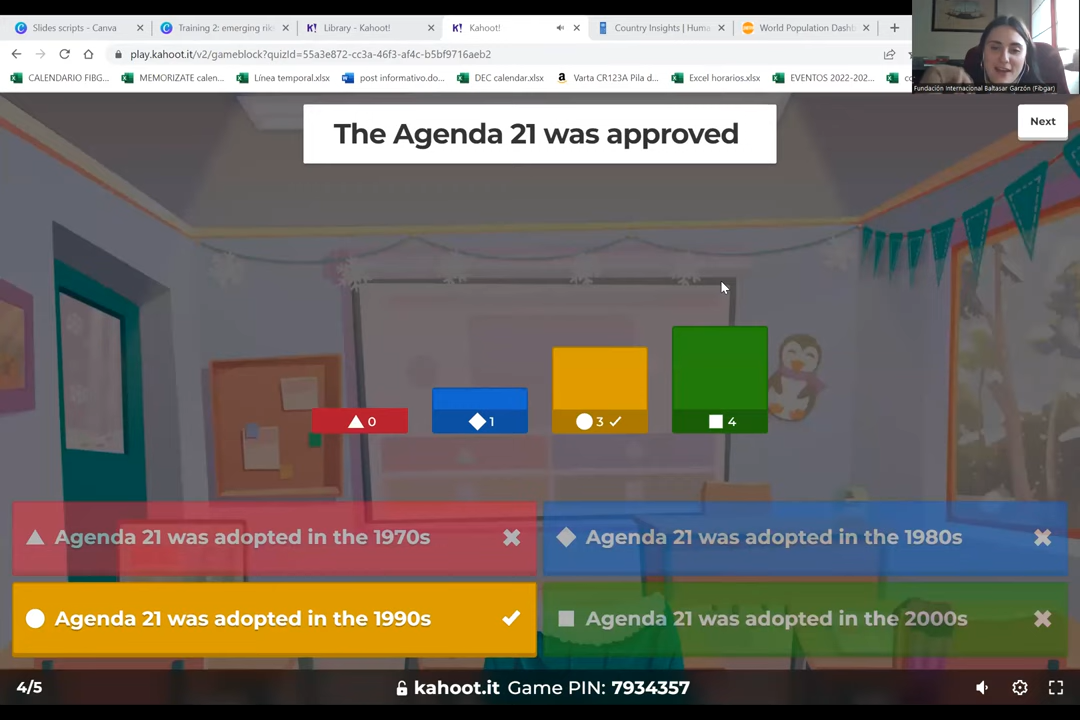 Slides scripts - Canva
Training 2: emerging ris
Library - Kahoot!
Kahoot!
Country Insights | Huma
World Population Dashb
play.kahoot.it/v2/gameblock?quizId=55a3e872-cc3a-46f3-af4c-b5bf9716aeb2
CALENDARIO FIBG...
MEMORIZATE calen...
Línea temporal.xlsx
post informativo.do...
DEC calendar.xlsx
Varta CR123A Pila d...
Excel horarios.xlsx
EVENTOS 2022-202...
Fundación Internacional Baltasar Garzón (Fibgar)
The Agenda 21 was approved
Next
0
1
3
4
Agenda 21 was adopted in the 1970s
Agenda 21 was adopted in the 1980s
Agenda 21 was adopted in the 1990s
Agenda 21 was adopted in the 2000s
4/5
kahoot.it Game PIN: 7934357